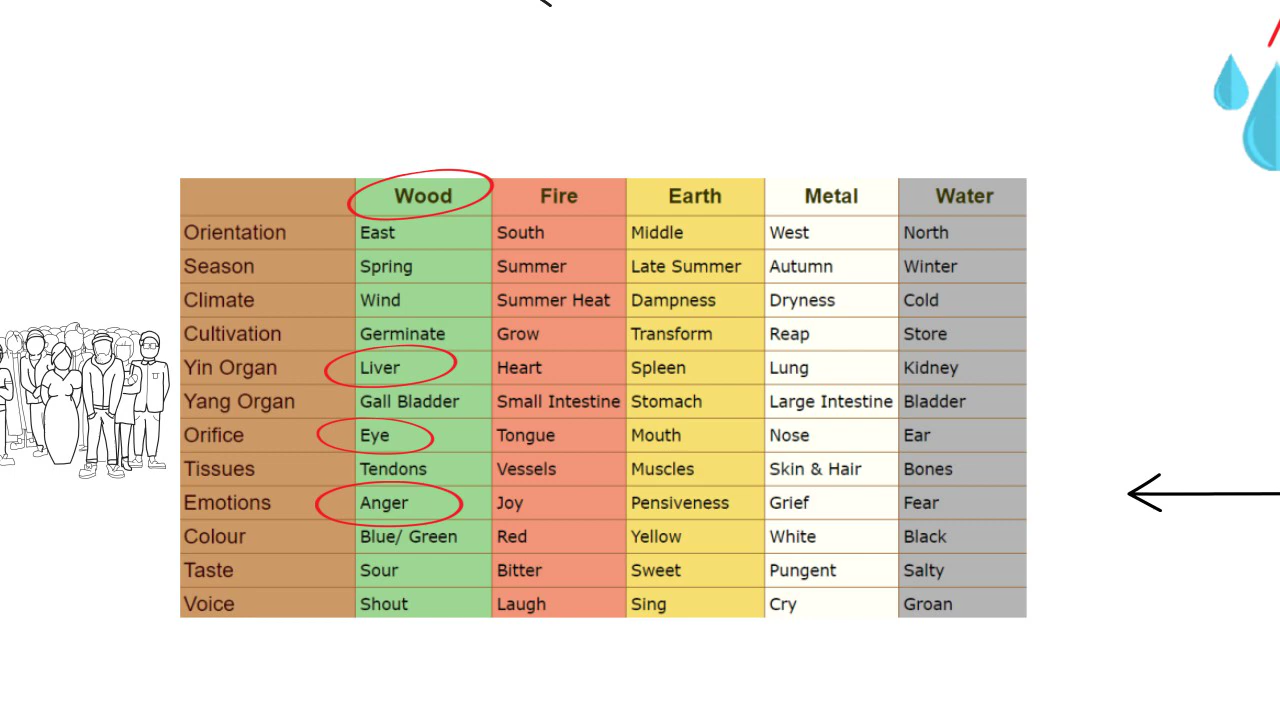 Wood Fire Earth Metal Water
Orientation East South Middle West North
Season Spring Summer Late Summer Autumn Winter
Climate Wind Summer Heat Dampness Dryness Cold
Cultivation Germinate Grow Transform Reap Store
Yin Organ Liver Heart Spleen Lung Kidney
Yang Organ Gall Bladder Small Intestine Stomach Large Intestine Bladder
Orifice Eye Tongue Mouth Nose Ear
Tissues Tendons Vessels Muscles Skin & Hair Bones
Emotions Anger Joy Pensiveness Grief Fear
Colour Blue/ Green Red Yellow White Black
Taste Sour Bitter Sweet Pungent Salty
Voice Shout Laugh Sing Cry Groan